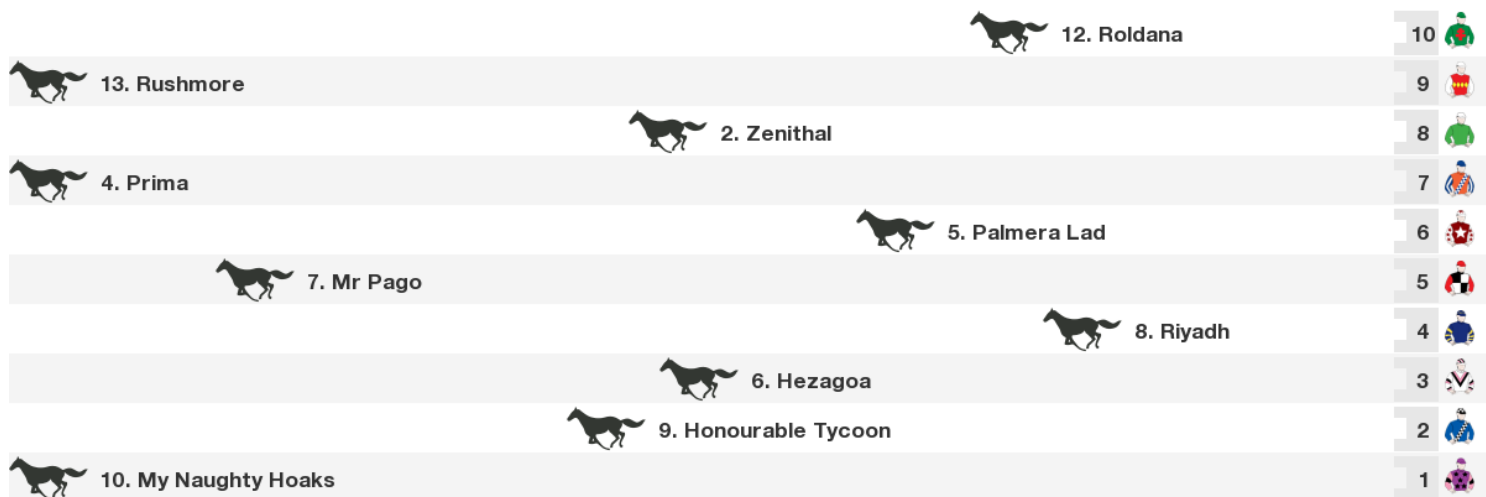 12. Roldana 10
13. Rushmore 9
2. Zenithal 8
4. Prima 7
5. Palmera Lad 6
7. Mr Pago 5
8. Riyadh 4
6. Hezagoa 3
9. Honourable Tycoon 2
10. My Naughty Hoaks 1